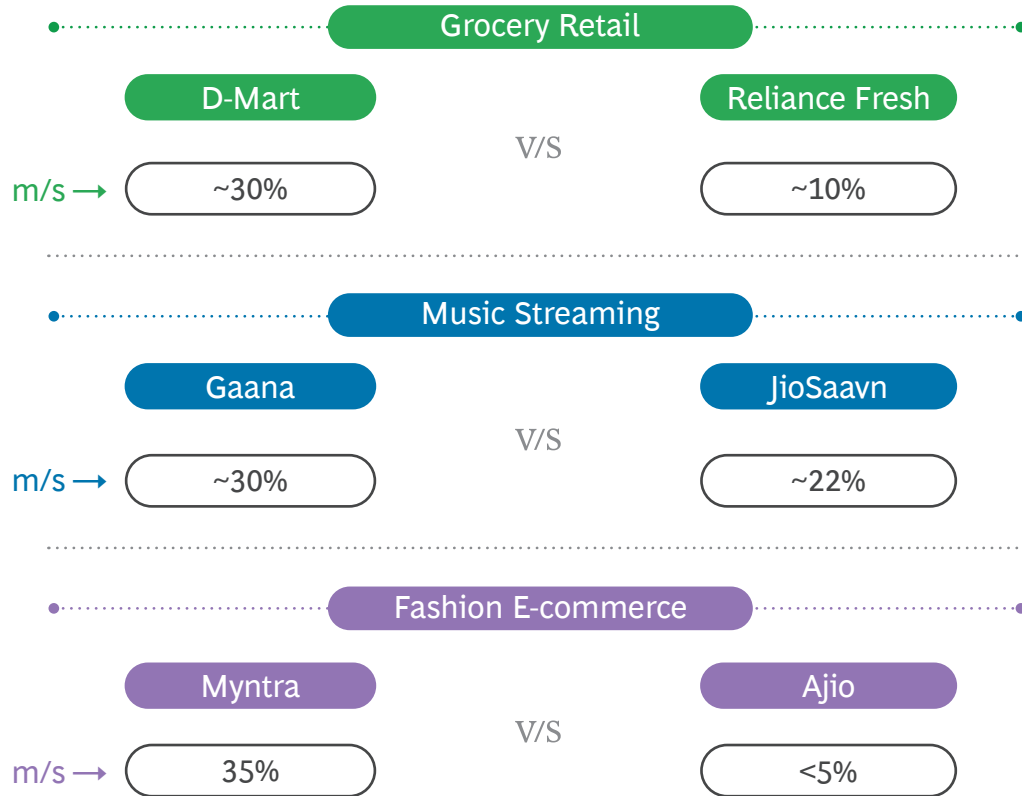 Grocery Retail
D-Mart
V/S
Reliance Fresh
m/s → ~30%
~10%
Music Streaming
Gaana
V/S
JioSaavn
m/s → ~30%
~22%
Fashion E-commerce
Myntra
V/S
Ajio
m/s → 35%
<5%